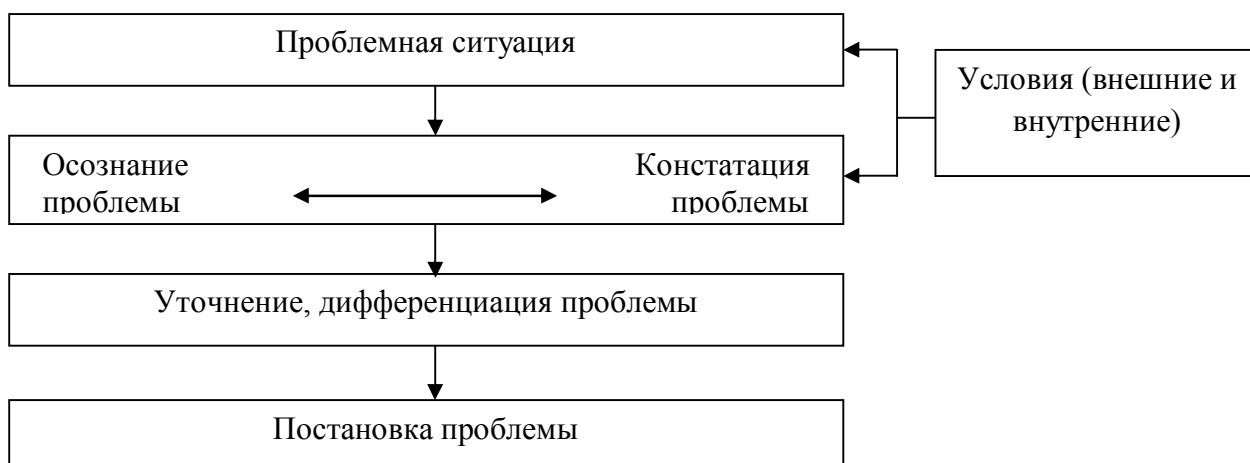 Проблемная ситуация
Условия (внешние и
внутренние)
Осознание
проблемы
Констатация
проблемы
Уточнение, дифференциация проблемы
Постановка проблемы